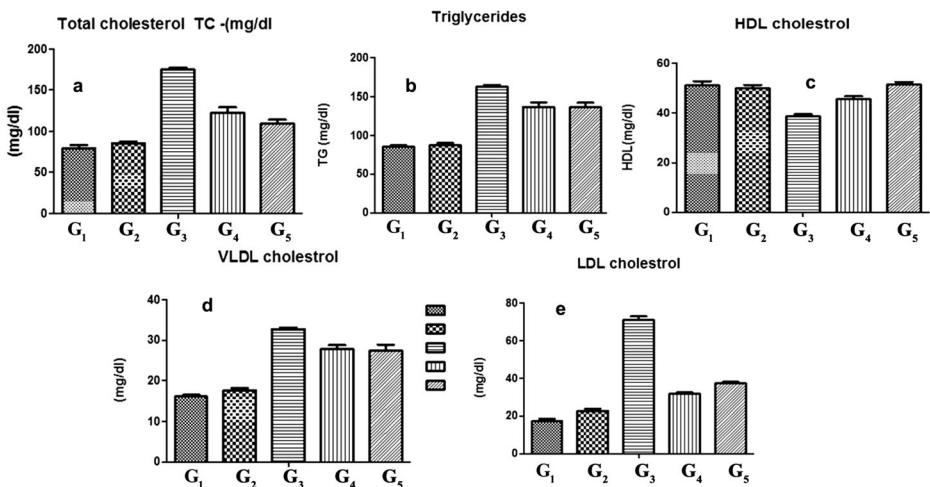 Total cholesterol TC -(mg/dl
a
(mg/dl)
200
150
100
50
0
G1 G2 G3 G4 G5
Triglycerides
b
TG (mg/dl)
200
150
100
50
0
G1 G2 G3 G4 G5
HDL cholestrol
c
HDL(mg/dl)
60
40
20
0
G1 G2 G3 G4 G5
VLDL cholestrol
d
(mg/dl)
40
30
20
10
0
G1 G2 G3 G4 G5
LDL cholestrol
e
(mg/dl)
80
60
40
20
0
G1 G2 G3 G4 G5